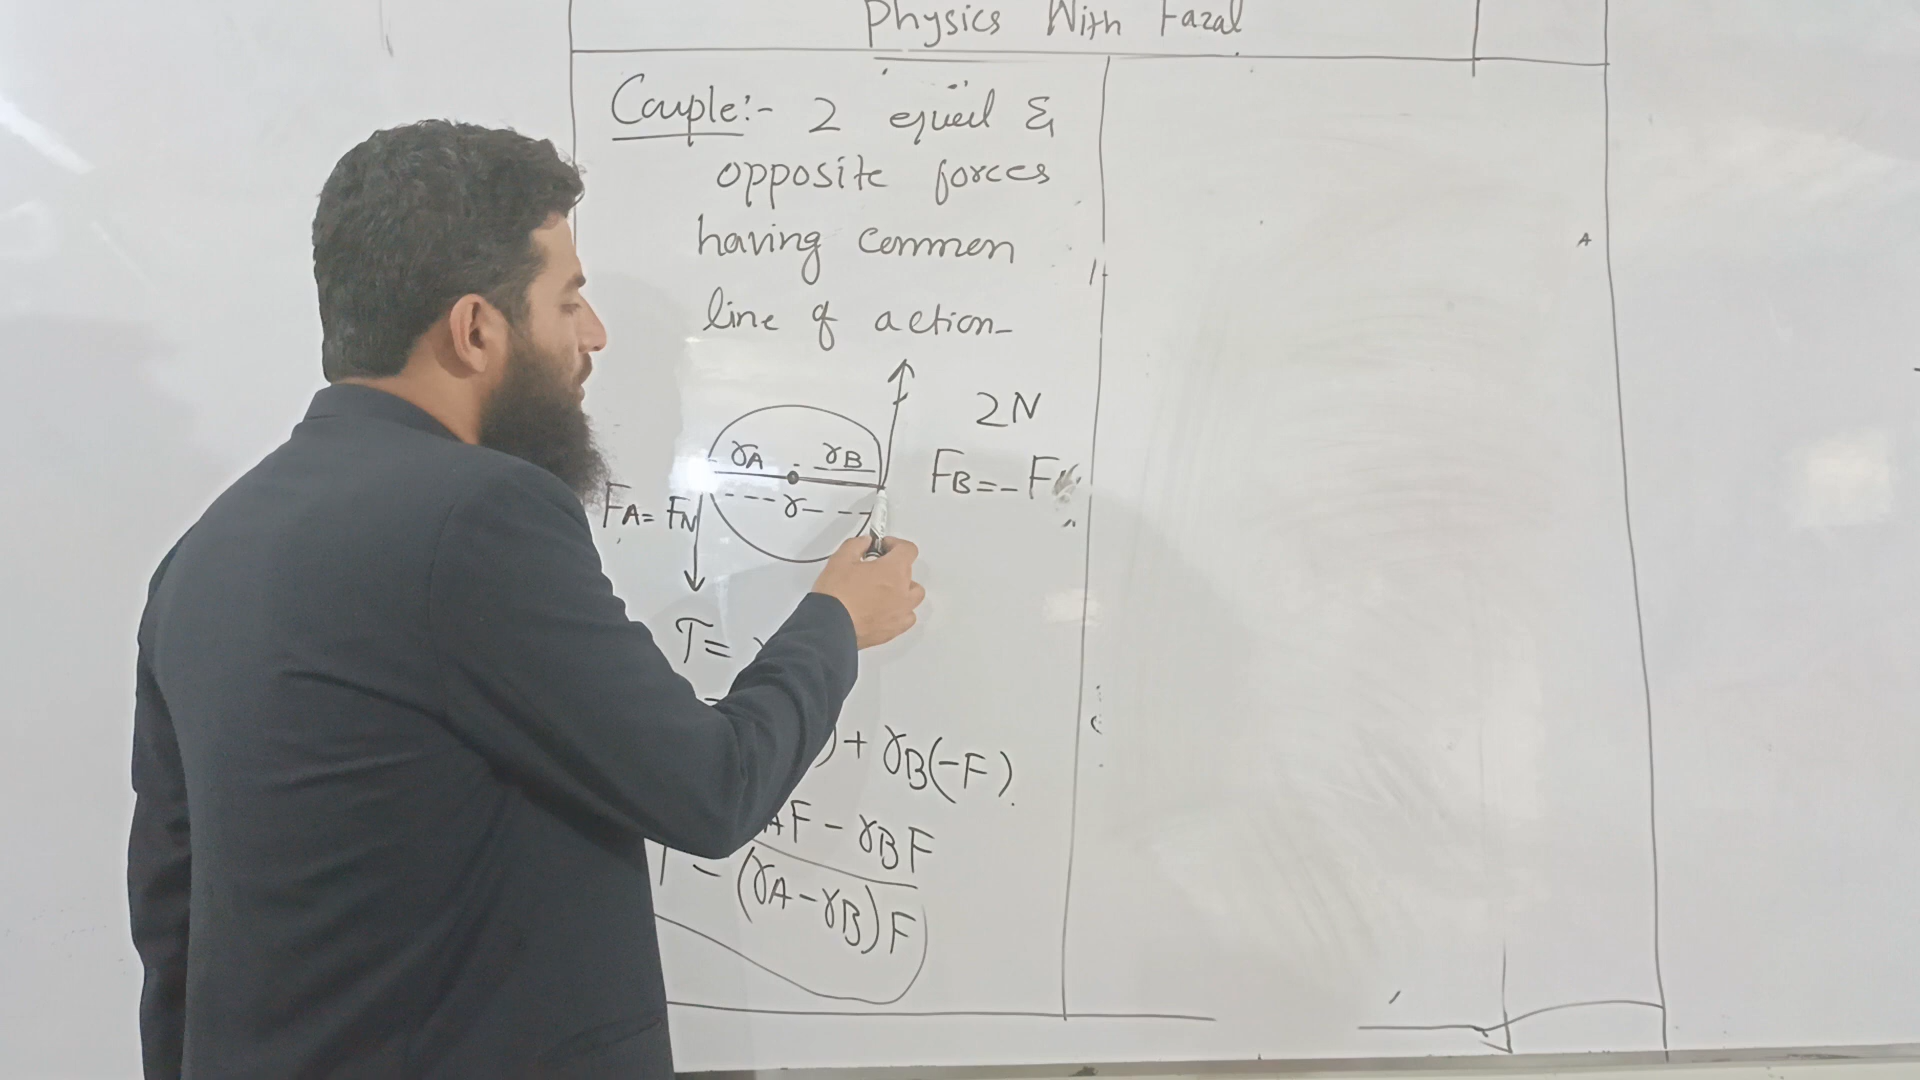 Physics With Fazal
Couple:- 2 equal &
opposite forces
having common
line of action-
2N
rA rB
FB=-F
r
FA= FN
T=
)+ rB(-F).
AF-rBF
(rA-rB)F